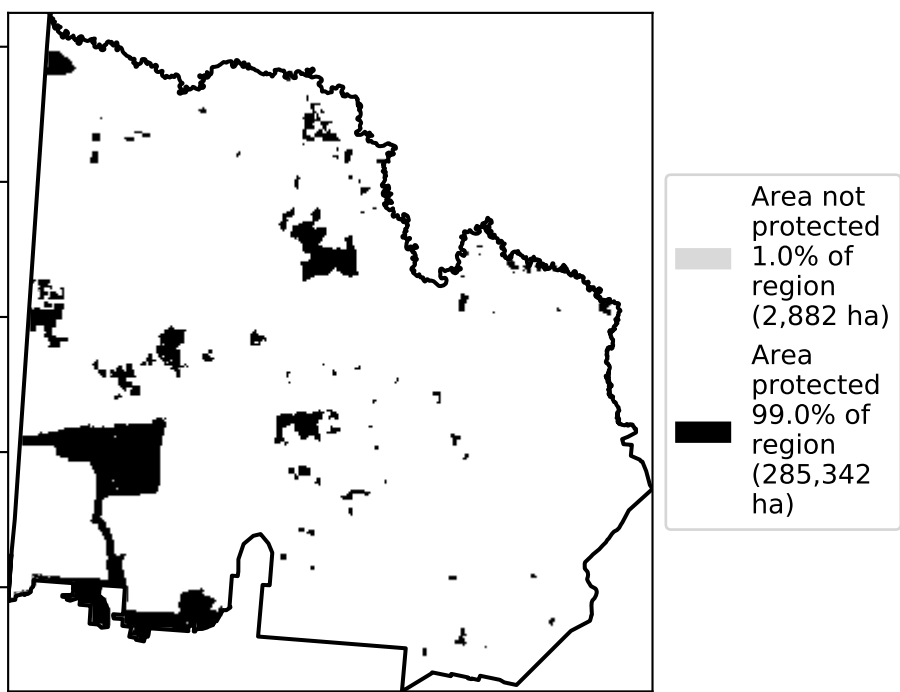 Area not
protected
1.0% of
region
(2,882 ha)
Area
protected
99.0% of
region
(285,342
ha)